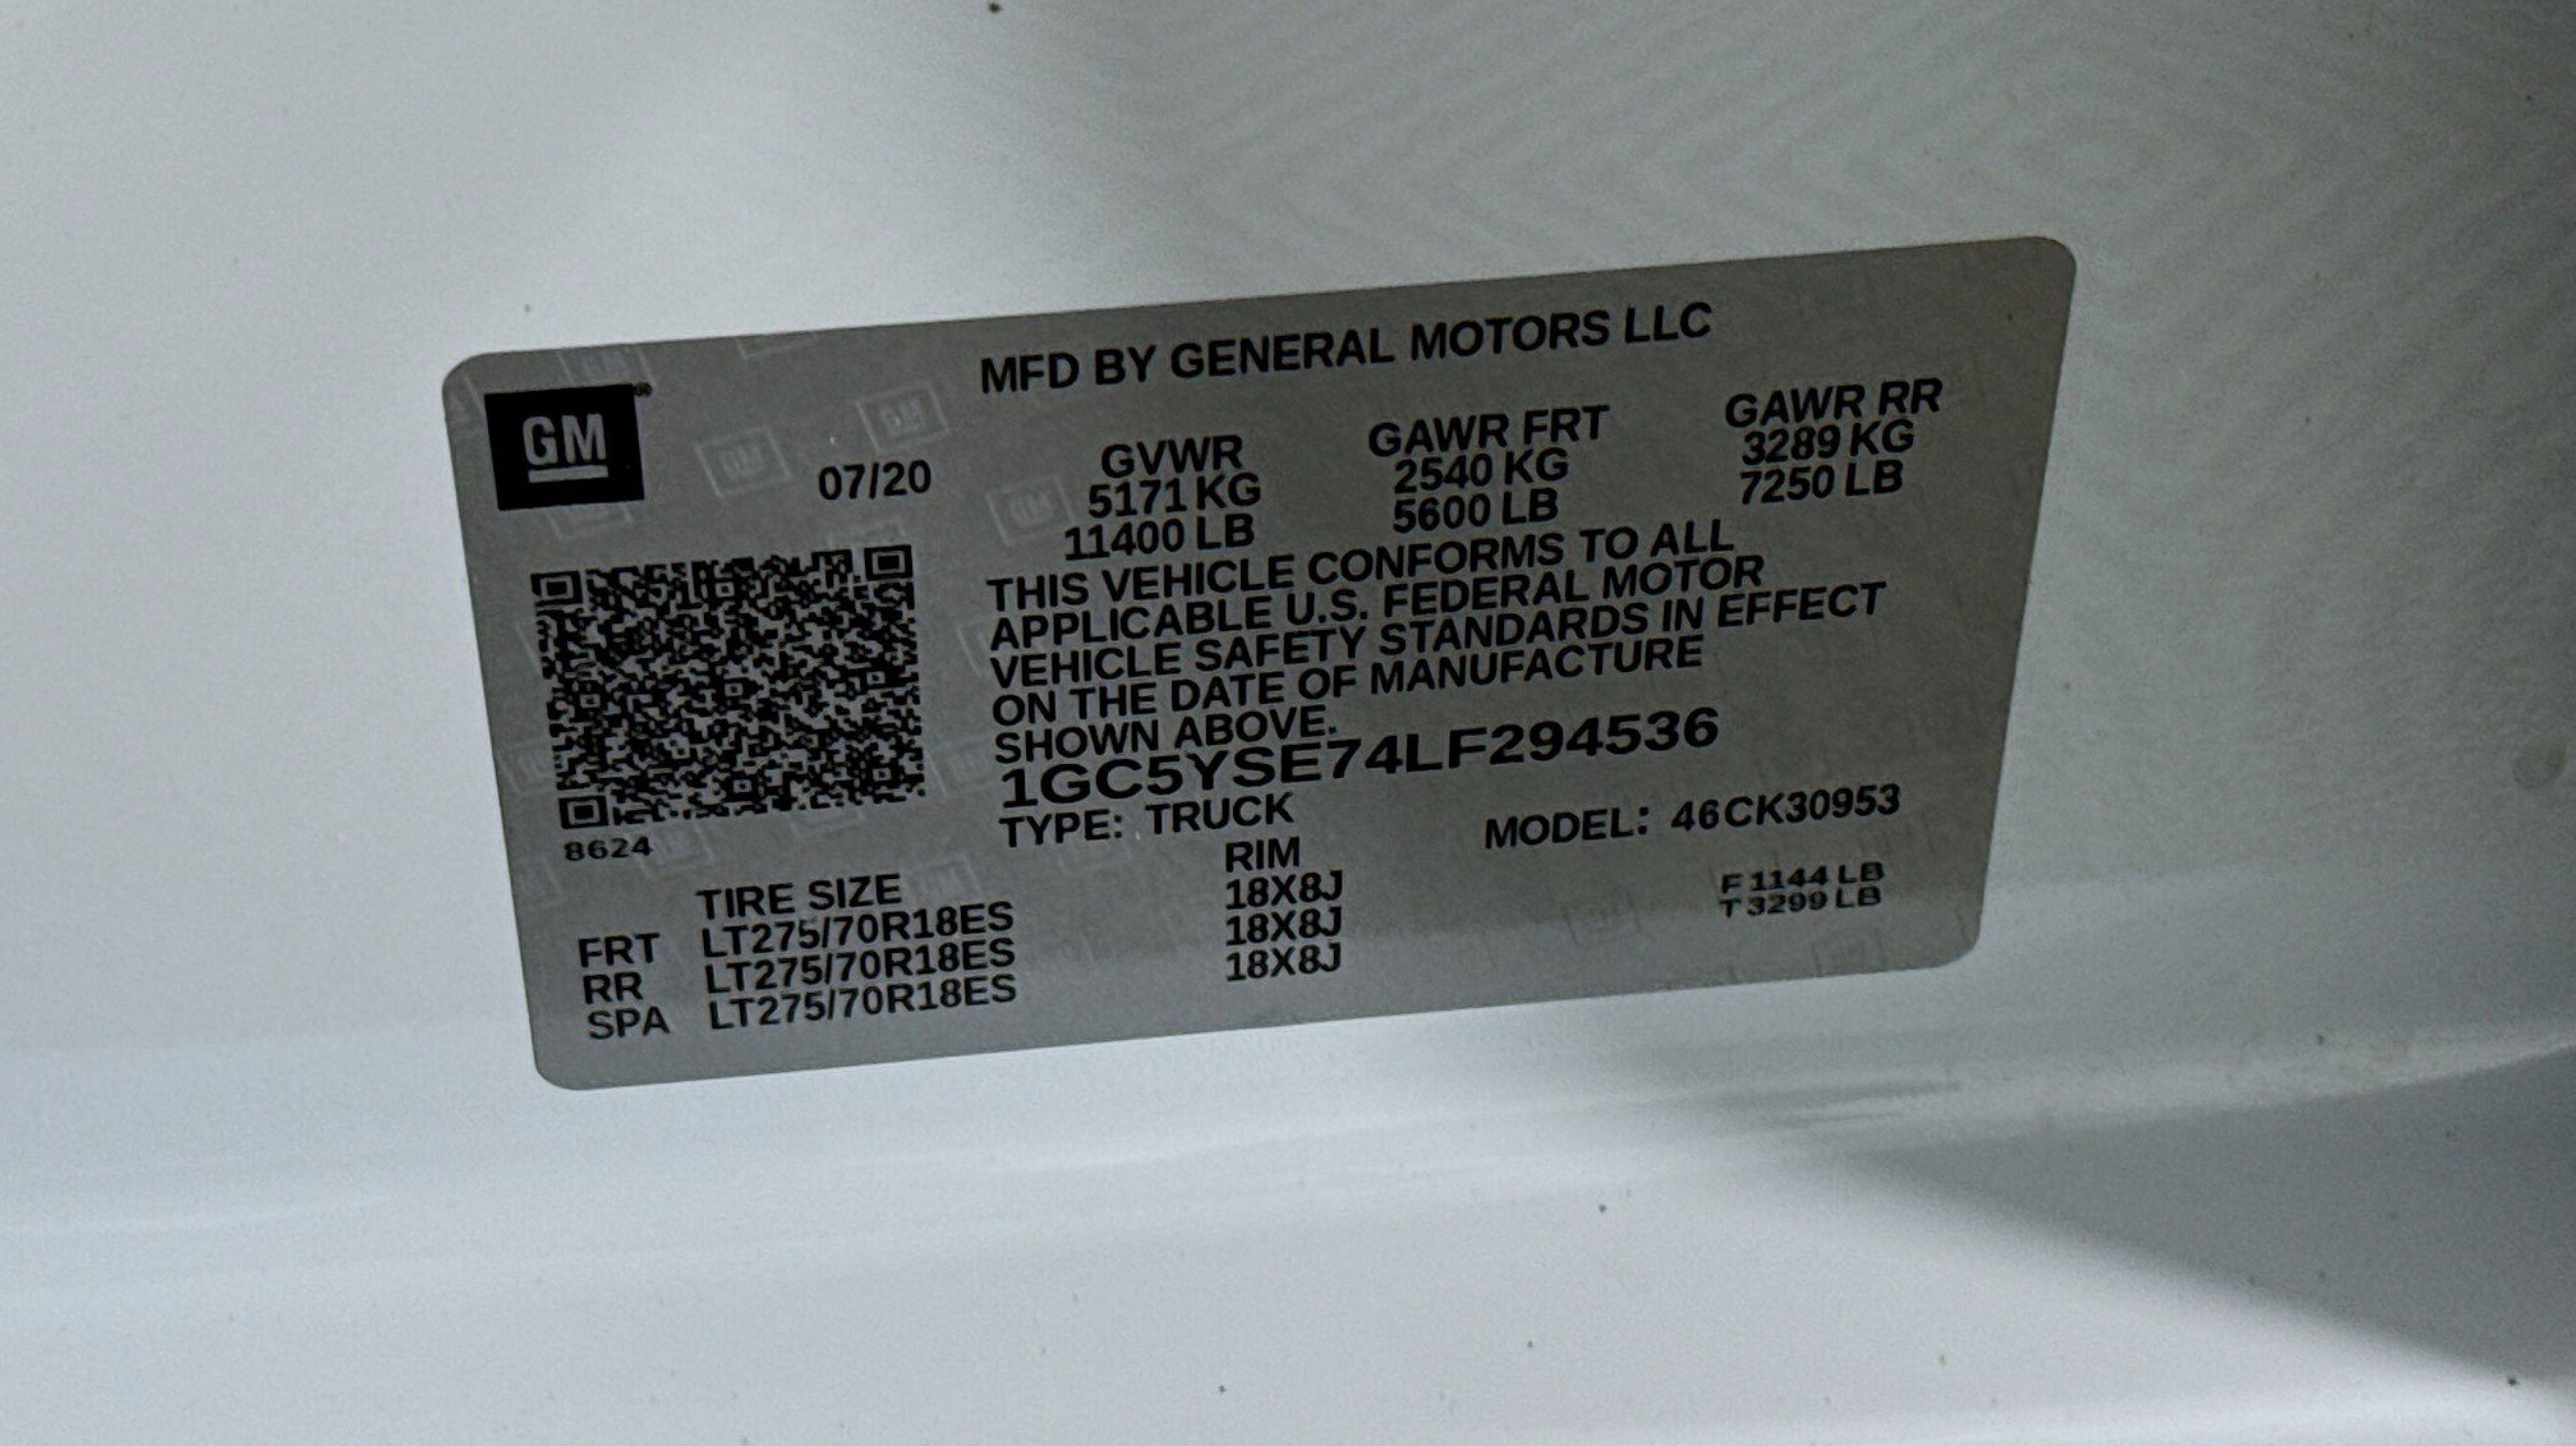 MFD BY GENERAL MOTORS LLC
GM®
07/20
GVWR GAWR FRT GAWR RR
5171 KG 2540 KG 3289 KG
11400 LB 5600 LB 7250 LB
THIS VEHICLE CONFORMS TO ALL
APPLICABLE U.S. FEDERAL MOTOR
VEHICLE SAFETY STANDARDS IN EFFECT
ON THE DATE OF MANUFACTURE
SHOWN ABOVE.
1GC5YSE74LF294536
TYPE: TRUCK MODEL: 46CK30953
8624
TIRE SIZE RIM
FRT LT275/70R18ES 18X8J
RR LT275/70R18ES 18X8J
SPA LT275/70R18ES 18X8J
F 1144 LB
T 3299 LB